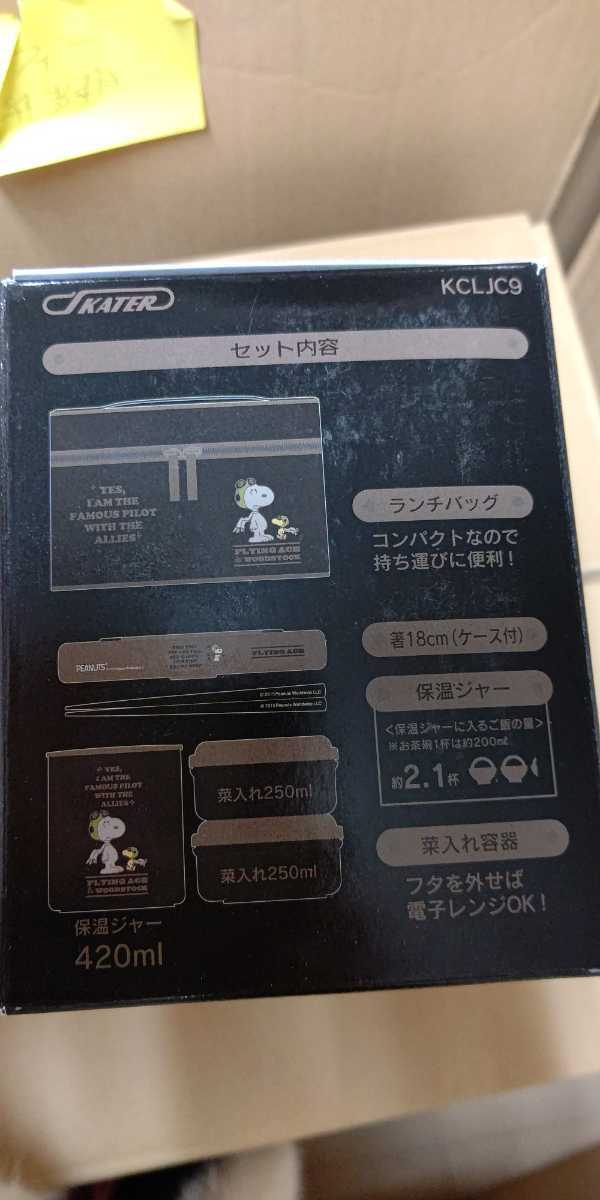 SKATER
KCLJC9
セット内容
" YES,
I AM THE
FAMOUS PILOT
WITH THE
ALLIES"
FLYING ACE
& WOODSTOCK
ランチバッグ
コンパクトなので
持ち運びに便利！
PEANUTS
FLYING ACE
箸18cm（ケース付）
保温ジャー
<保温ジャーに入るご飯の量>
※お茶碗1杯は約200mℓ
約2.1杯
" YES,
I AM THE
FAMOUS PILOT
WITH THE
ALLIES"
FLYING ACE
& WOODSTOCK
保温ジャー
420ml
菜入れ250ml
菜入れ250ml
菜入れ容器
フタを外せば
電子レンジOK！